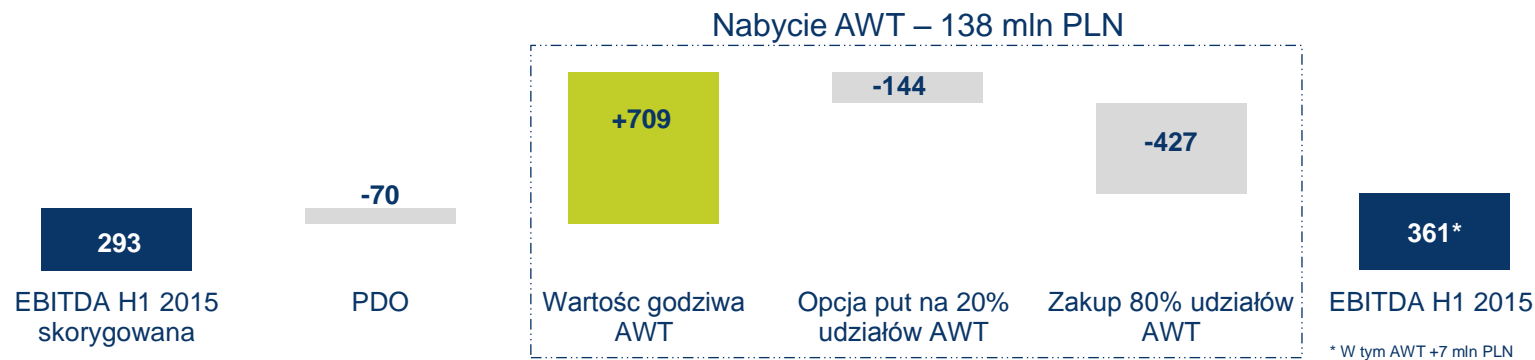 Nabycie AWT – 138 mln PLN
293
-70
+709
-144
-427
361*
EBITDA H1 2015
skorygowana
PDO
Wartośc godziwa
AWT
Opcja put na 20%
udziałów AWT
Zakup 80% udziałów
AWT
EBITDA H1 2015
* W tym AWT +7 mln PLN